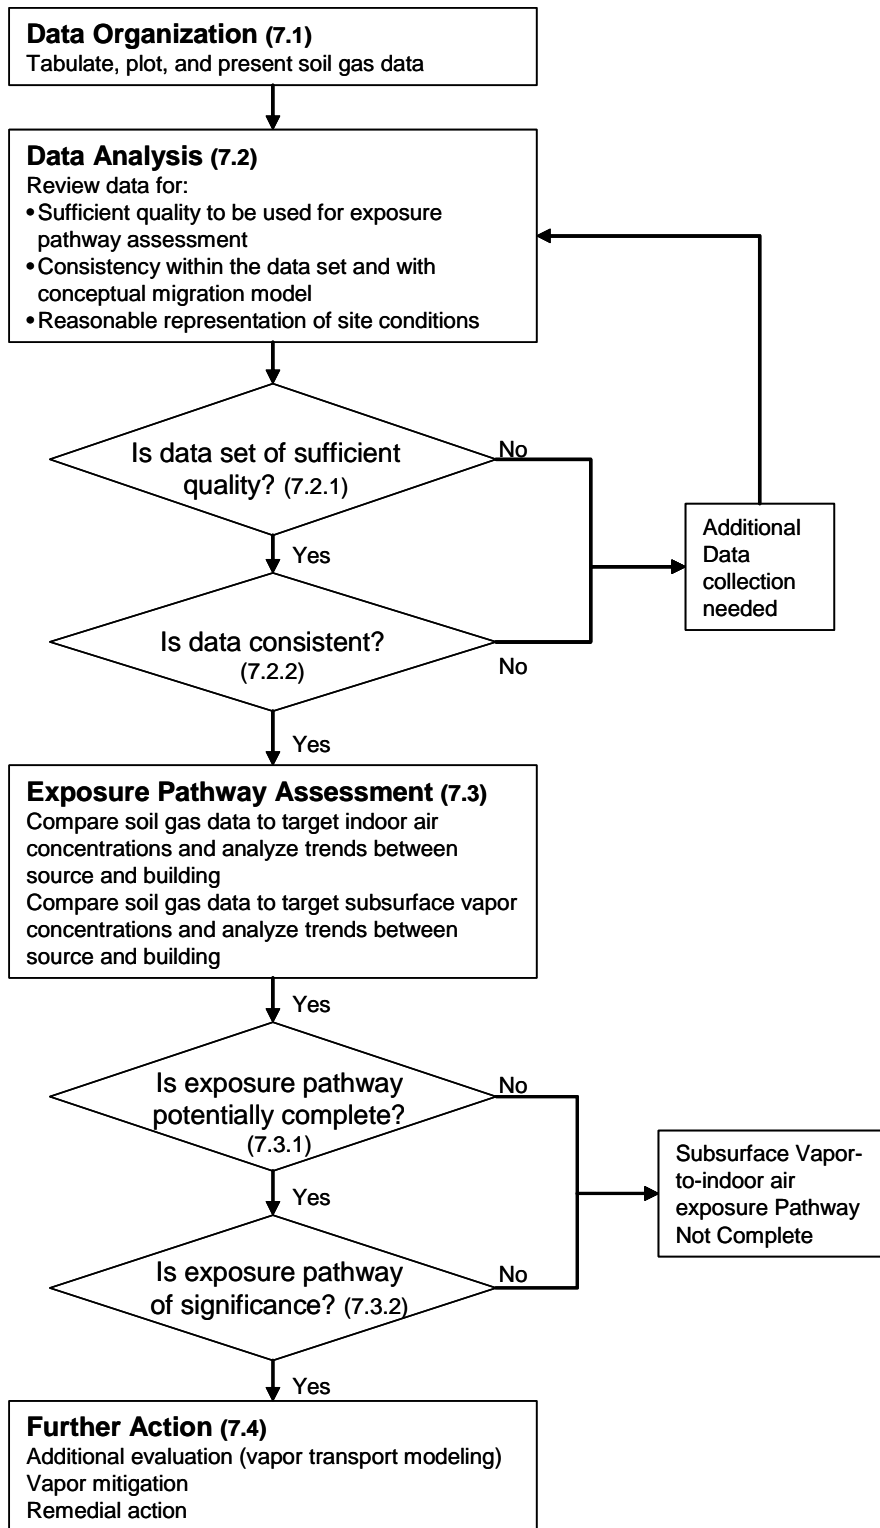 Data Organization (7.1)
Tabulate, plot, and present soil gas data
Data Analysis (7.2)
Review data for:
•Sufficient quality to be used for exposure
pathway assessment
•Consistency within the data set and with
conceptual migration model
•Reasonable representation of site conditions
Is data set of sufficient
quality? (7.2.1)
No
Yes
Additional
Data
collection
needed
Is data consistent?
(7.2.2)
No
Yes
Exposure Pathway Assessment (7.3)
Compare soil gas data to target indoor air
concentrations and analyze trends between
source and building
Compare soil gas data to target subsurface vapor
concentrations and analyze trends between
source and building
Yes
Is exposure pathway
potentially complete?
(7.3.1)
No
Yes
Subsurface Vapor-
to-indoor air
exposure Pathway
Not Complete
Is exposure pathway
of significance? (7.3.2)
No
Yes
Further Action (7.4)
Additional evaluation (vapor transport modeling)
Vapor mitigation
Remedial action